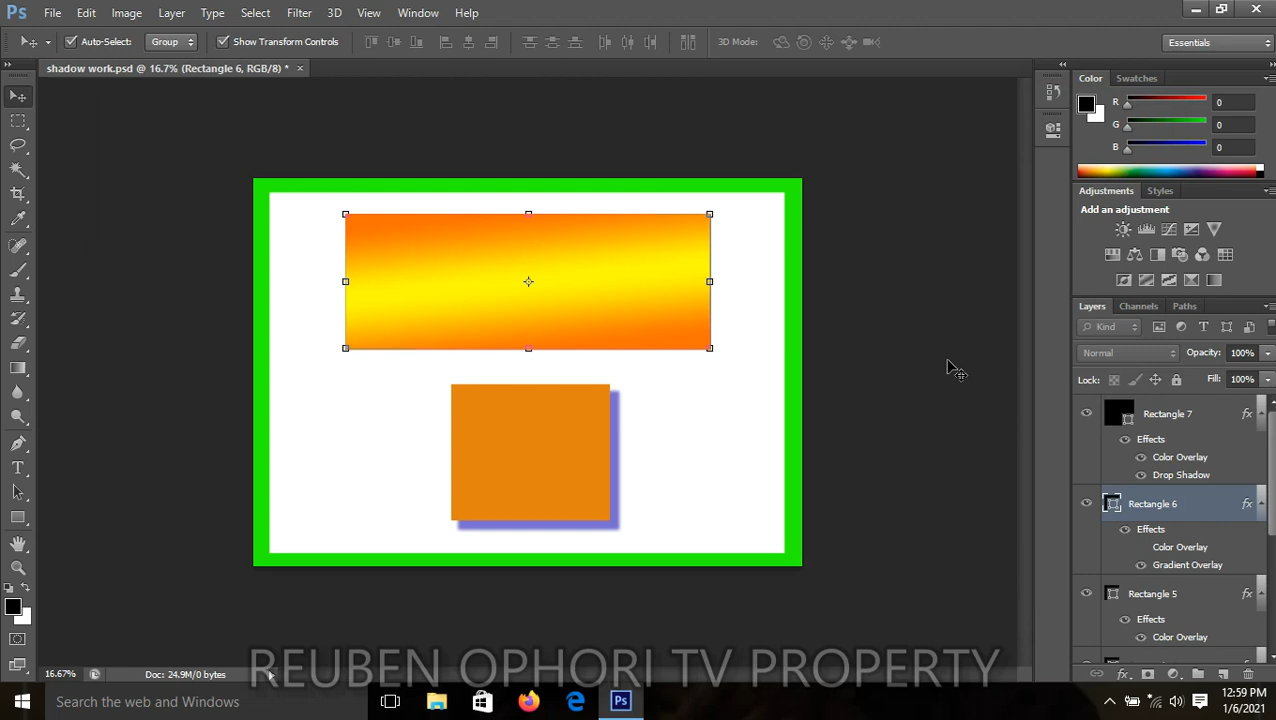 Ps File Edit Image Layer Type Select Filter 3D View Window Help
Auto-Select: Group Show Transform Controls 3D Mode: Essentials
shadow work.psd @ 16.7% (Rectangle 6, RGB/8) * ×
Color Swatches
R 0
G 0
B 0
Adjustments Styles
Add an adjustment
Layers Channels Paths
Kind
Normal Opacity: 100%
Lock: Fill: 100%
Rectangle 7 fx
Effects
Color Overlay
Drop Shadow
Rectangle 6 fx
Effects
Color Overlay
Gradient Overlay
Rectangle 5 fx
Effects
Color Overlay
16.67% Doc: 24.9M/0 bytes
REUBEN OPHORI TV PROPERTY
Search the web and Windows
Ps
12:59 PM
1/6/2021